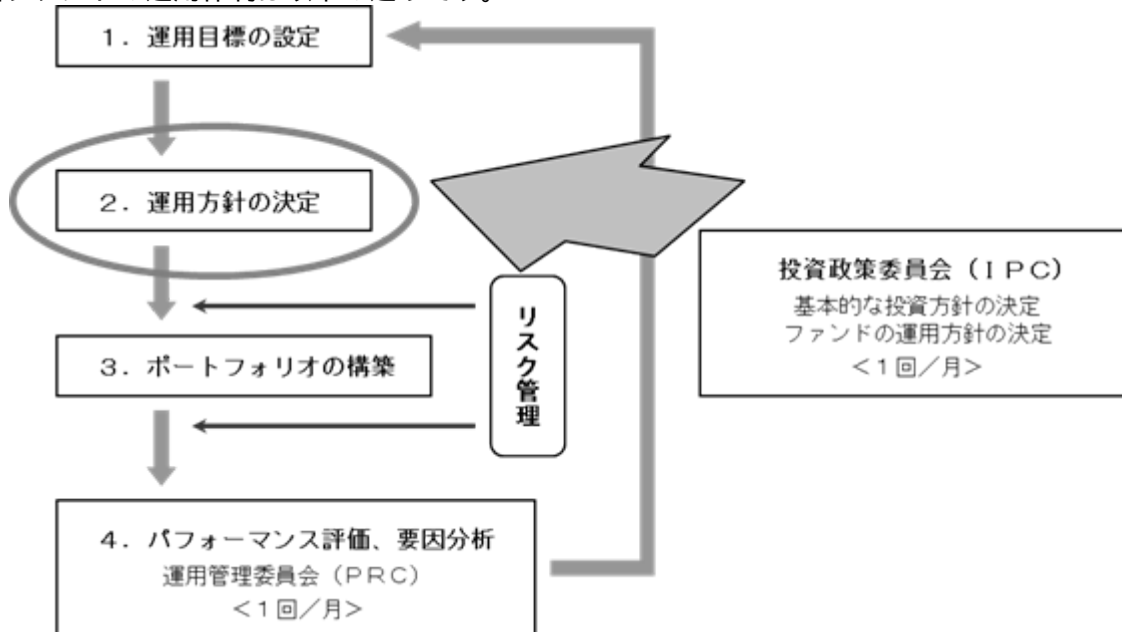 １．運用目標の設定
２．運用方針の決定
投資政策委員会（ＩＰＣ）
基本的な投資方針の決定
ファンドの運用方針の決定
＜１回／月＞
リスク管理
３．ポートフォリオの構築
４．パフォーマンス評価、要因分析
運用管理委員会（ＰＲＣ）
＜１回／月＞